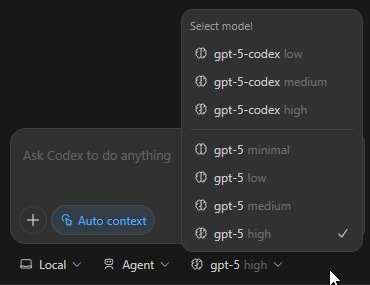 Select model
gpt-5-codex low
gpt-5-codex medium
gpt-5-codex high
gpt-5 minimal
gpt-5 low
gpt-5 medium
gpt-5 high
Ask Codex to do anything
Auto context
Local
Agent
gpt-5 high